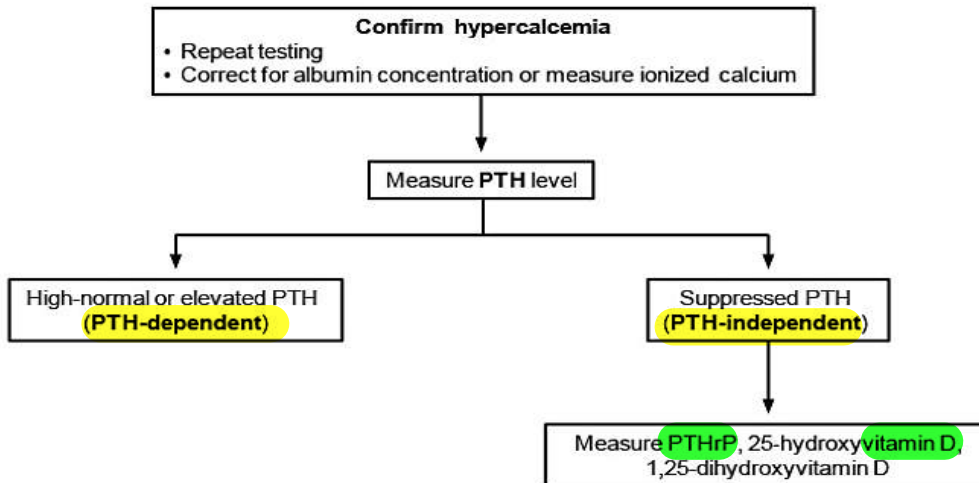 Confirm hypercalcemia
• Repeat testing
• Correct for albumin concentration or measure ionized calcium
Measure PTH level
High-normal or elevated PTH
(PTH-dependent)
Suppressed PTH
(PTH-independent)
Measure PTHrP, 25-hydroxyvitamin D,
1,25-dihydroxyvitamin D